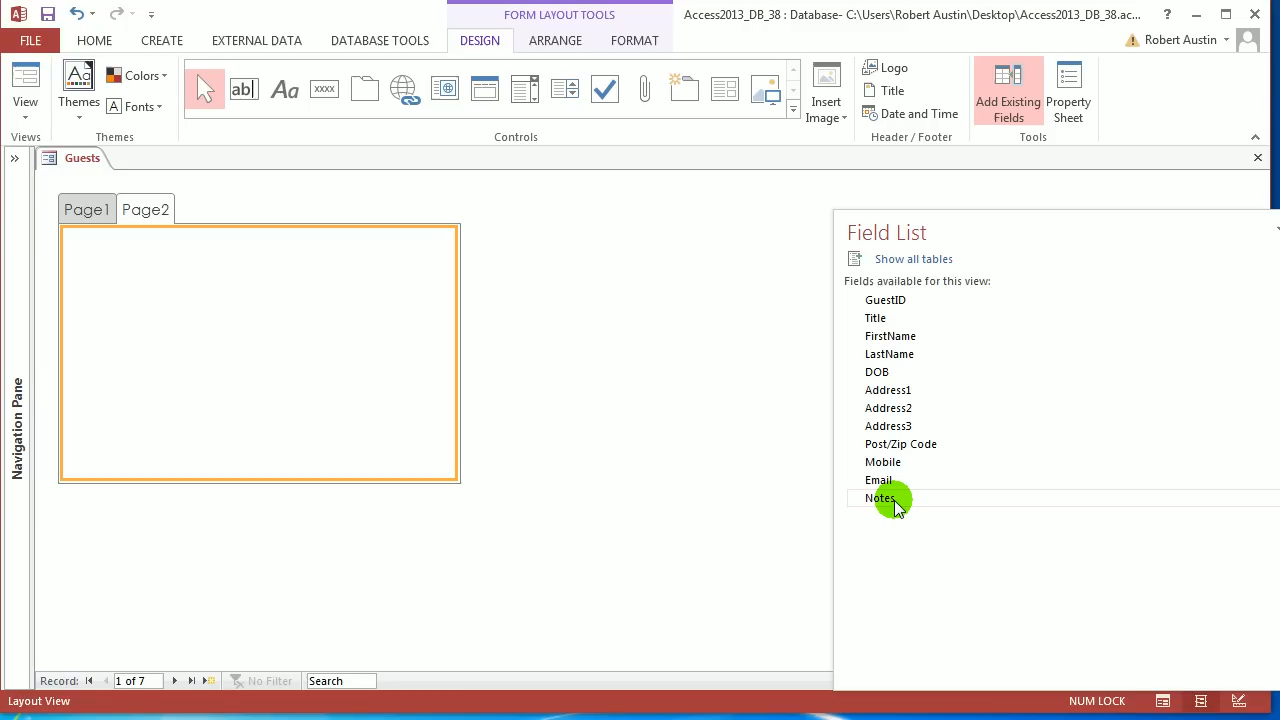 FORM LAYOUT TOOLS
Access2013_DB_38 : Database- C:\Users\Robert Austin\Desktop\Access2013_DB_38.ac...
?
FILE
HOME
CREATE
EXTERNAL DATA
DATABASE TOOLS
DESIGN
ARRANGE
FORMAT
Robert Austin
View
Themes
Colors
Fonts
ab|
Aa
xxxx
Insert
Image
Logo
Title
Date and Time
Add Existing
Fields
Property
Sheet
Views
Themes
Controls
Header / Footer
Tools
Guests
Page1
Page2
Navigation Pane
Field List
Show all tables
Fields available for this view:
GuestID
Title
FirstName
LastName
DOB
Address1
Address2
Address3
Post/Zip Code
Mobile
Email
Notes
Record:
1 of 7
No Filter
Search
Layout View
NUM LOCK